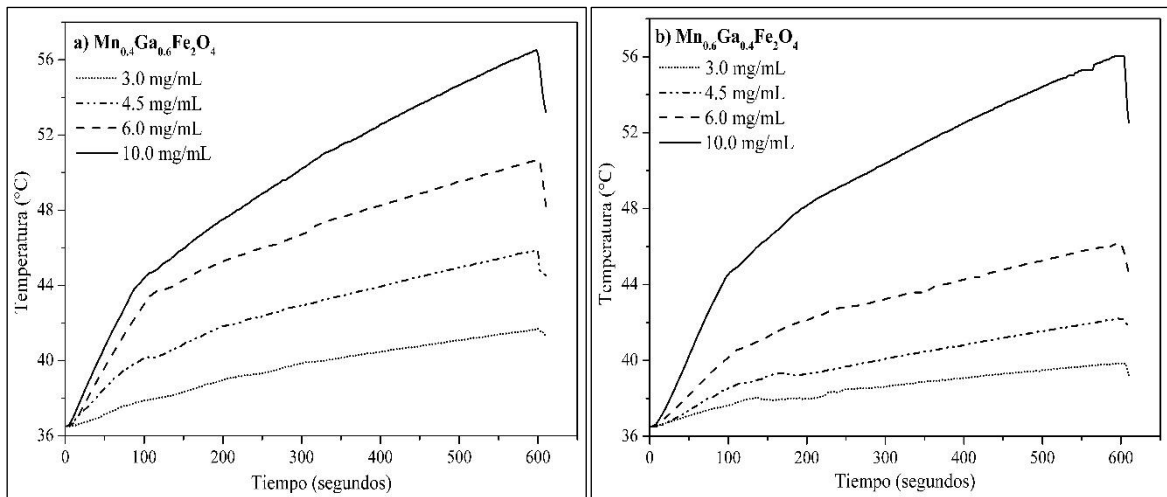 a) Mn0.4Ga0.6Fe2O4
3.0 mg/mL
4.5 mg/mL
6.0 mg/mL
10.0 mg/mL
56
52
48
44
40
36
Temperatura (°C)
0 100 200 300 400 500 600
Tiempo (segundos)
b) Mn0.6Ga0.4Fe2O4
3.0 mg/mL
4.5 mg/mL
6.0 mg/mL
10.0 mg/mL
56
52
48
44
40
36
Temperatura (°C)
0 100 200 300 400 500 600
Tiempo (segundos)